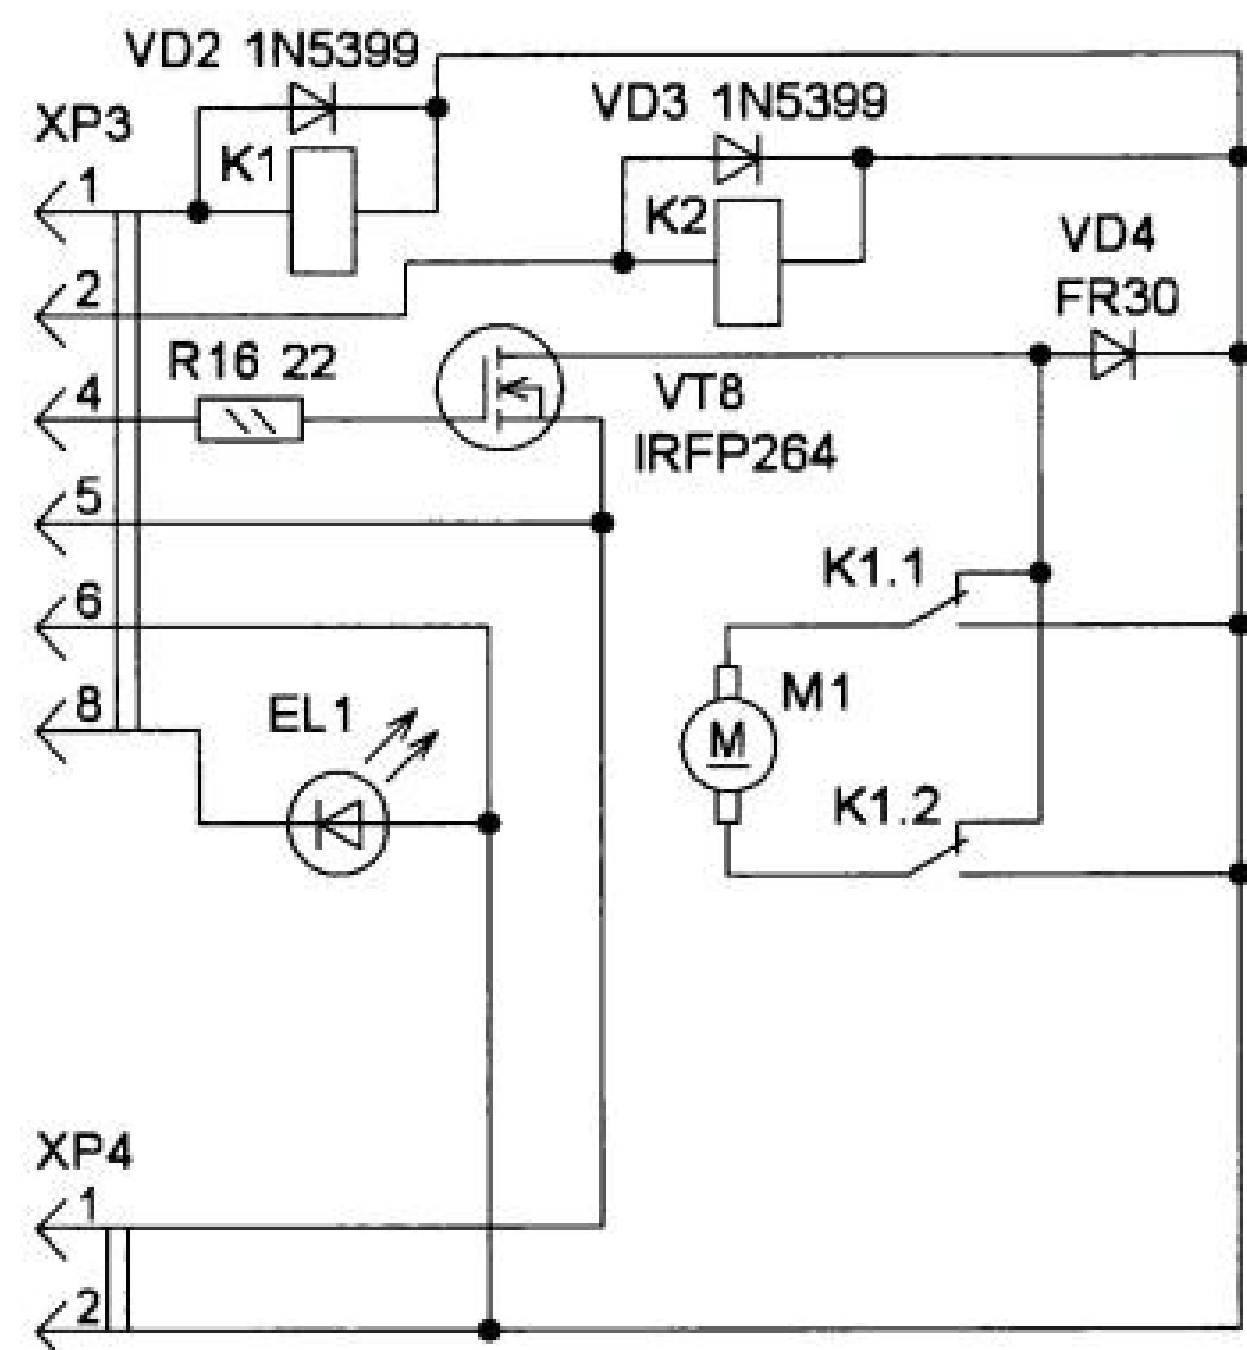 VD2 1N5399
XP3
VD3 1N5399
K1
1
K2
VD4
2
FR30
R16 22
4
VT8
IRFP264
5
K1.1
6
8
EL1
M1
M
K1.2
XP4
1
2